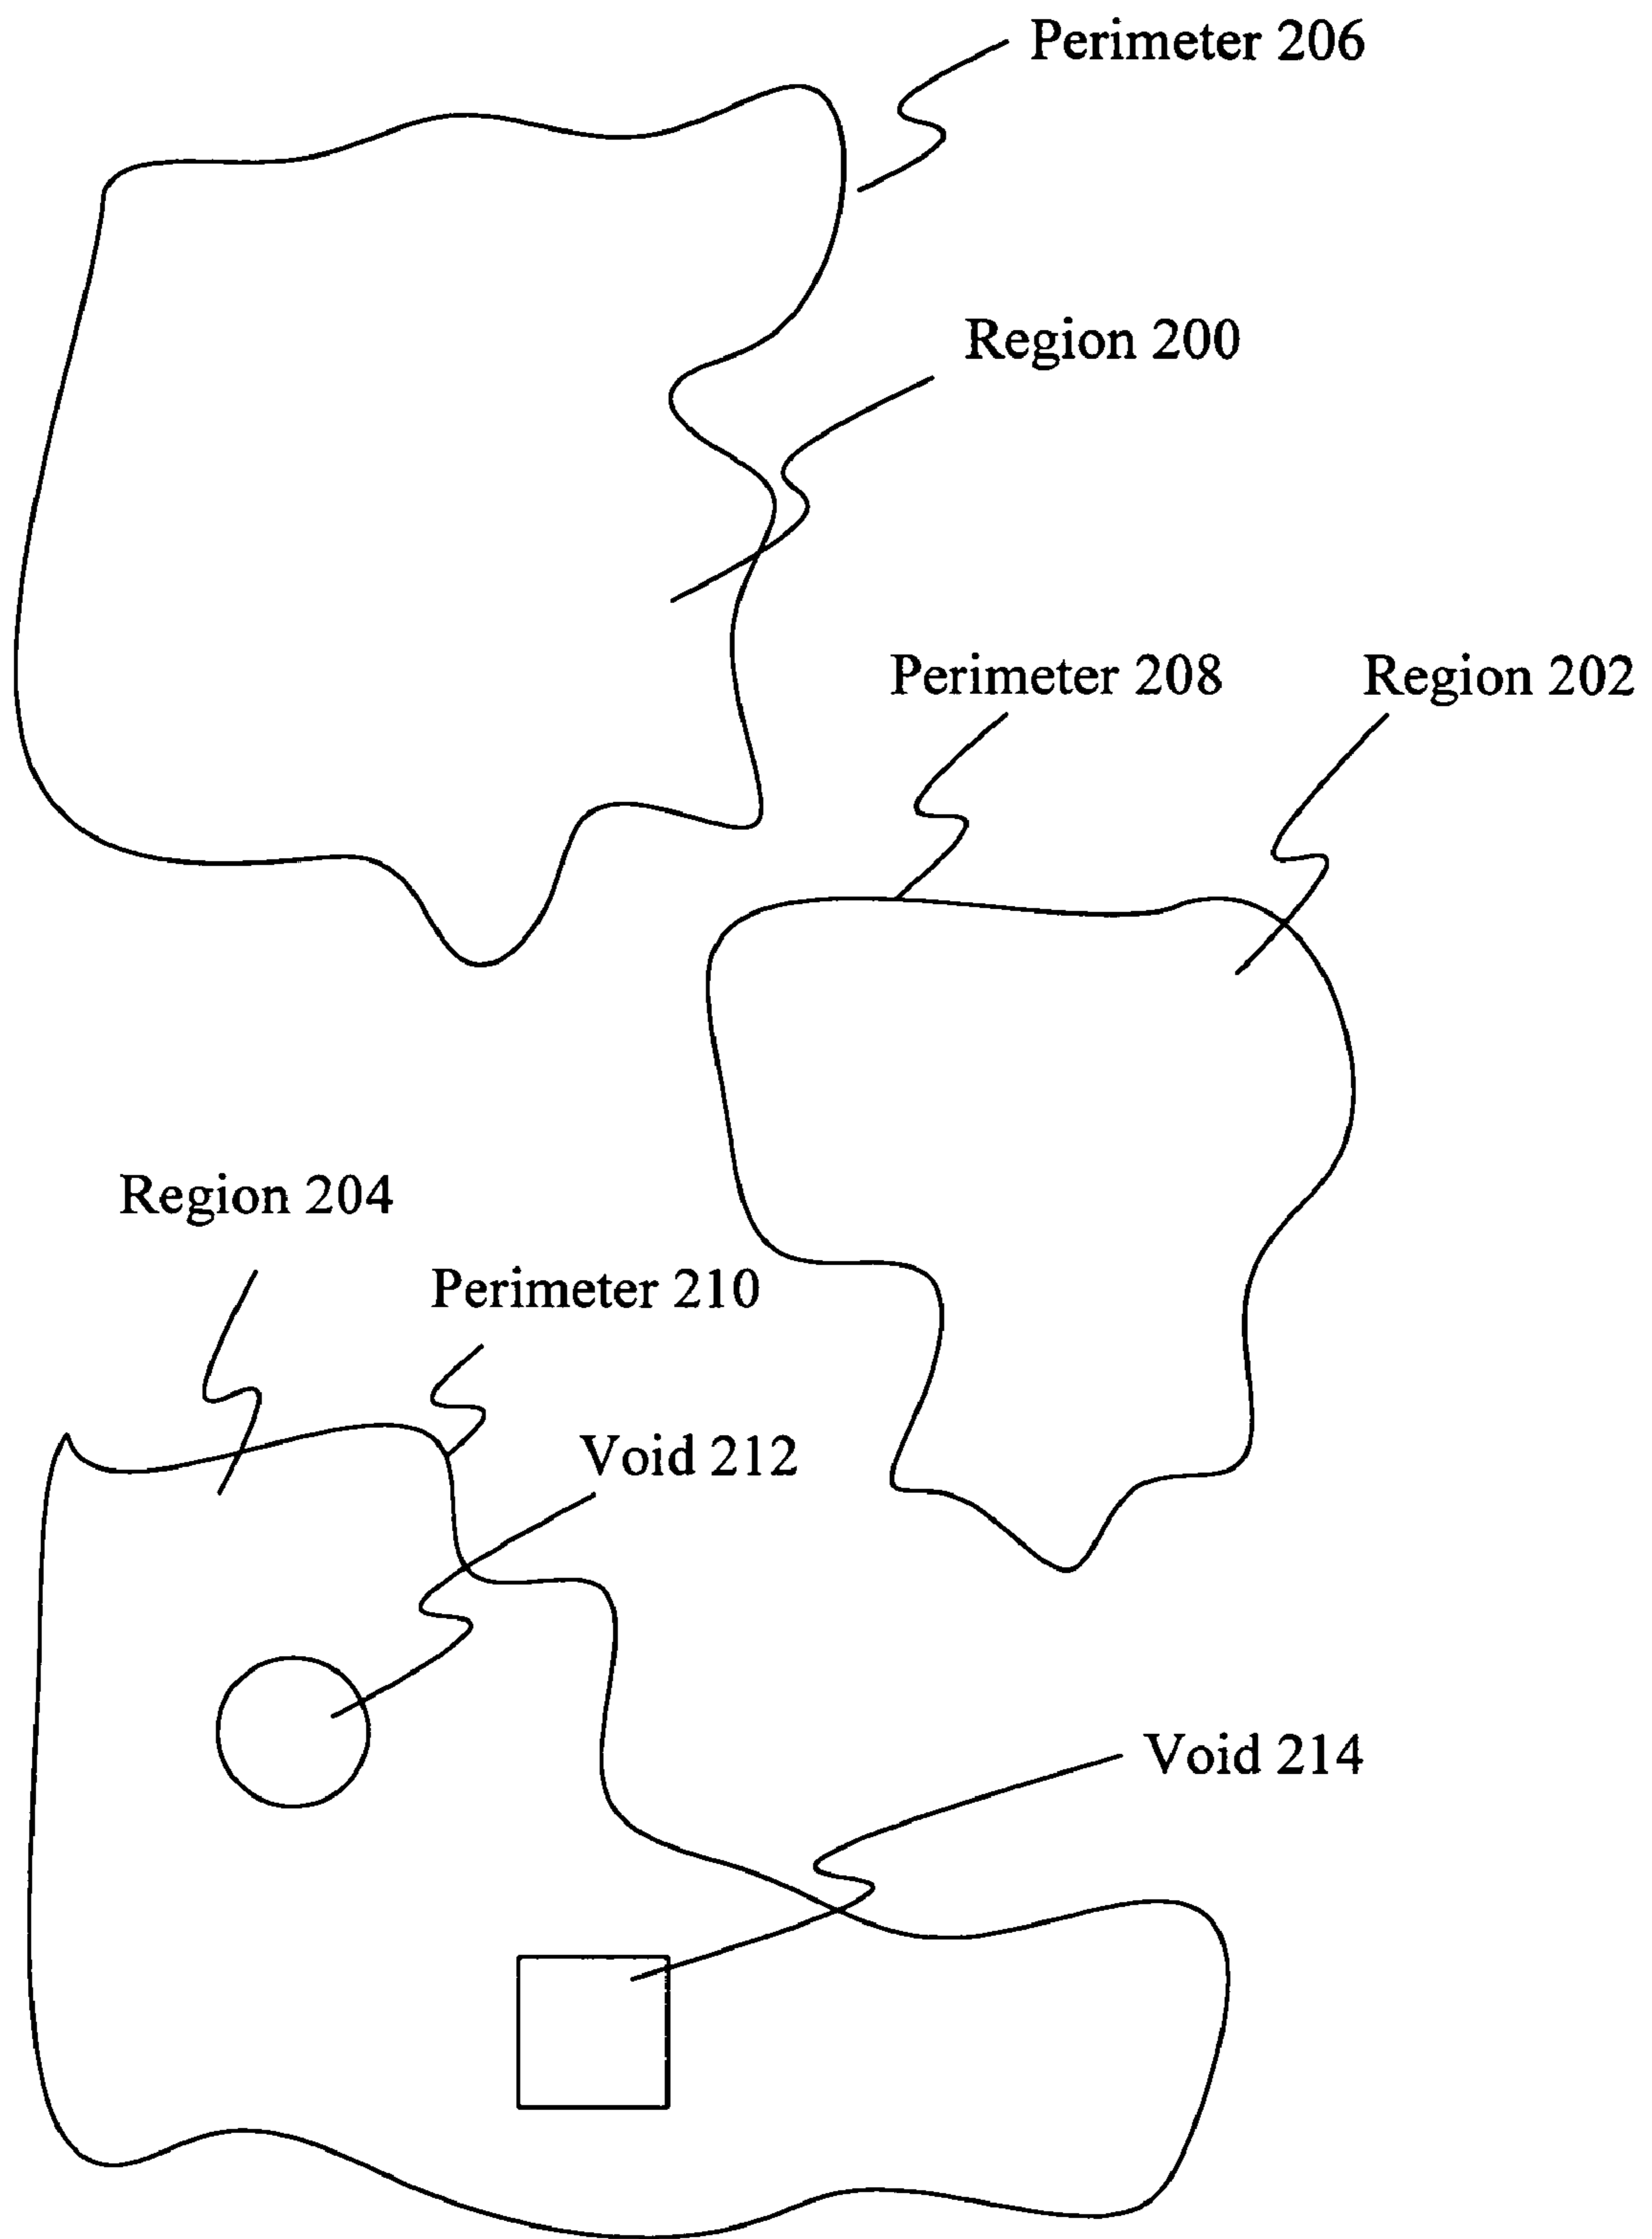 Perimeter 206
Region 200
Perimeter 208
Region 202
Region 204
Perimeter 210
Void 212
Void 214